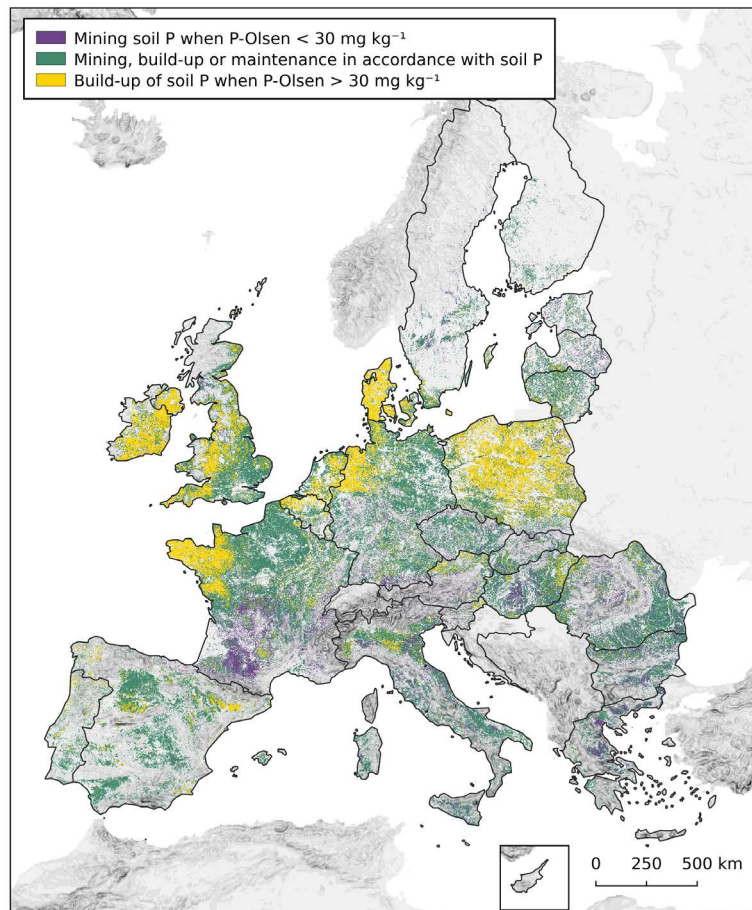 Mining soil P when P-Olsen < 30 mg kg⁻¹
Mining, build-up or maintenance in accordance with soil P
Build-up of soil P when P-Olsen > 30 mg kg⁻¹
0 250 500 km